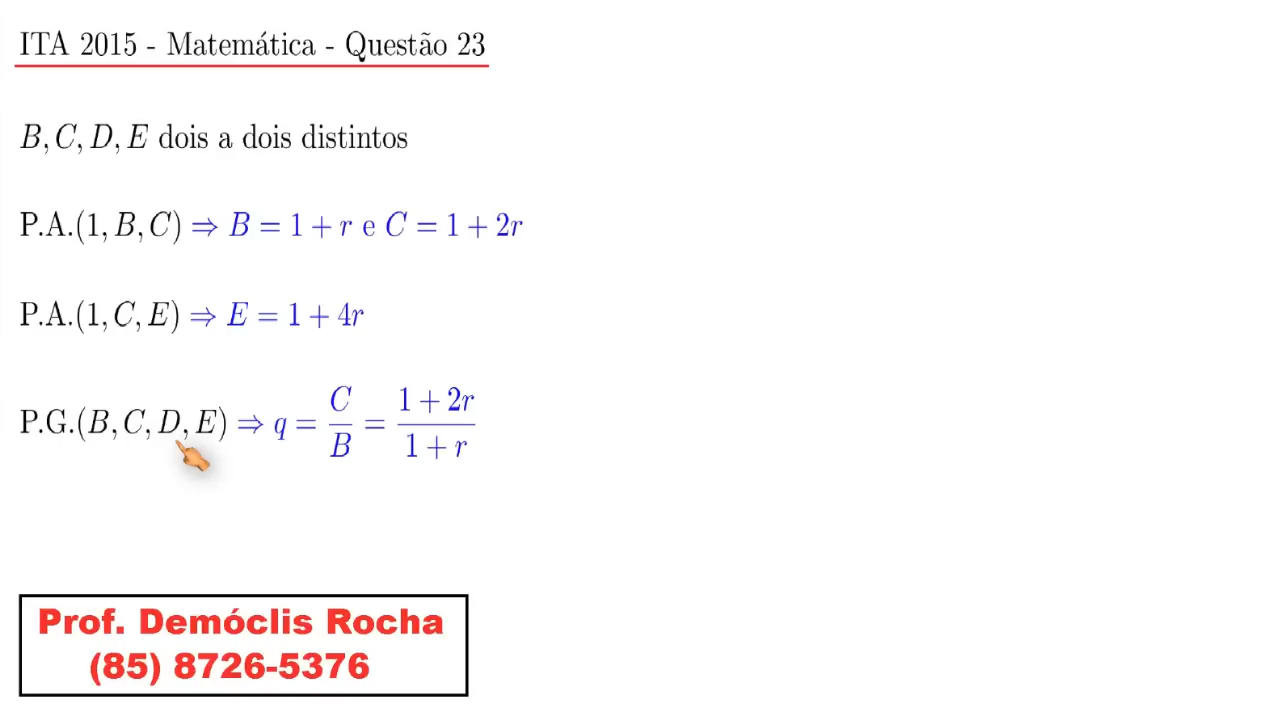 ITA 2015 - Matemática - Questão 23
B, C, D, E dois a dois distintos
P.A.(1, B, C) ⇒ B = 1 + r e C = 1 + 2r
P.A.(1, C, E) ⇒ E = 1 + 4r
P.G.(B, C, D, E) ⇒ q = C/B = (1 + 2r)/(1 + r)
Prof. Demóclis Rocha
(85) 8726-5376